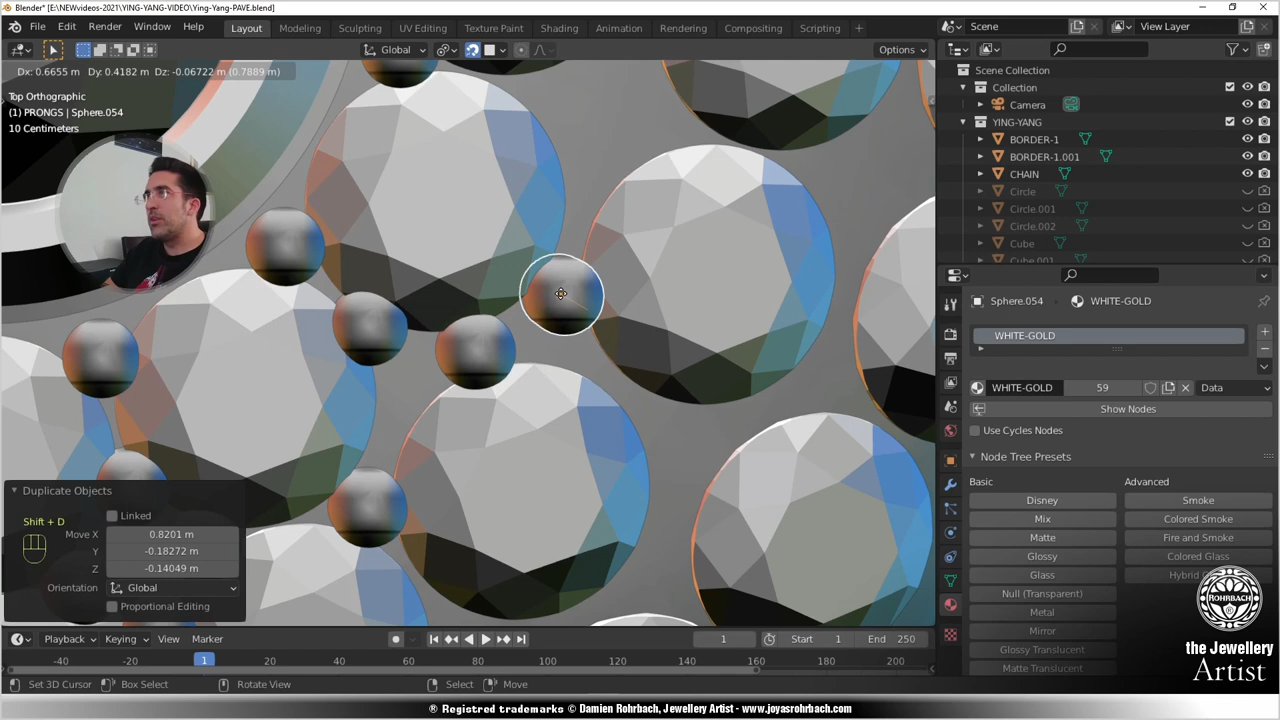 Blender* [E:\NEWvideos-2021\YING-YANG-VIDEO\Ying-Yang-PAVE.blend]
File Edit Render Window Help Layout Modeling Sculpting UV Editing Texture Paint Shading Animation Rendering Compositing Scripting + Scene View Layer
Global Options
Dx: 0.6655 m Dy: 0.4182 m Dz: -0.06722 m (0.7889 m)
Top Orthographic
(1) PRONGS | Sphere.054
10 Centimeters
Scene Collection
Collection
Camera
YING-YANG
BORDER-1
BORDER-1.001
CHAIN
Circle
Circle.001
Circle.002
Cube
Cube.001
Sphere.054 WHITE-GOLD
WHITE-GOLD
WHITE-GOLD 59 Data
Show Nodes
Use Cycles Nodes
Node Tree Presets
Basic Advanced
Disney Smoke
Mix Colored Smoke
Matte Fire and Smoke
Glossy Colored Glass
Glass
Null (Transparent)
Metal
Mirror
Glossy Translucent
Matte Translucent
Duplicate Objects
Shift + D
Linked
Move X 0.8201 m
Y -0.18272 m
Z -0.14049 m
Orientation Global
Proportional Editing
ROHRBACH
the Jewellery
Artist
Playback Keying View Marker 1 Start 1 End 250
-40 -20 1 20 40 60 80 100 120 140 160 180 200
Set 3D Cursor Box Select Rotate View Select Move
® Registered trademarks © Damien Rohrbach, Jewellery Artist - www.joyasrohrbach.com